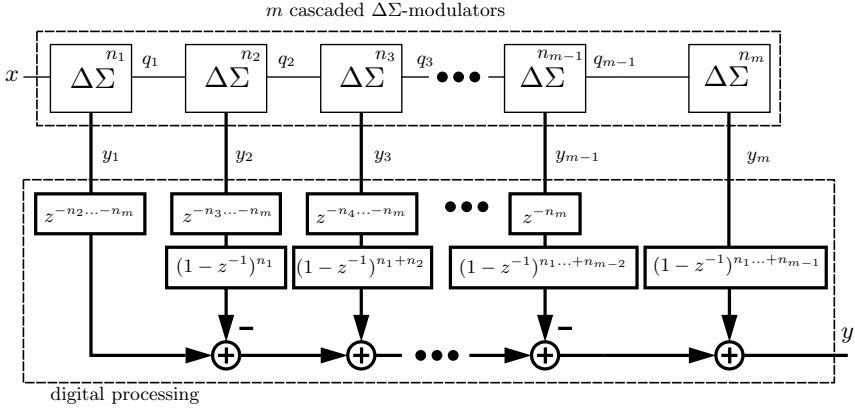 m cascaded ΔΣ-modulators
x ΔΣ n₁ q₁ ΔΣ n₂ q₂ ΔΣ n₃ q₃ ••• ΔΣ nₘ₋₁ qₘ₋₁ ΔΣ nₘ
y₁ y₂ y₃ yₘ₋₁ yₘ
z^{-n₂...-nₘ} z^{-n₃...-nₘ} z^{-n₄...-nₘ} ••• z^{-nₘ}
(1 − z⁻¹)^{n₁} (1 − z⁻¹)^{n₁+n₂} (1 − z⁻¹)^{n₁...+nₘ₋₂} (1 − z⁻¹)^{n₁...+nₘ₋₁}
− −
+ + ••• + + y
digital processing